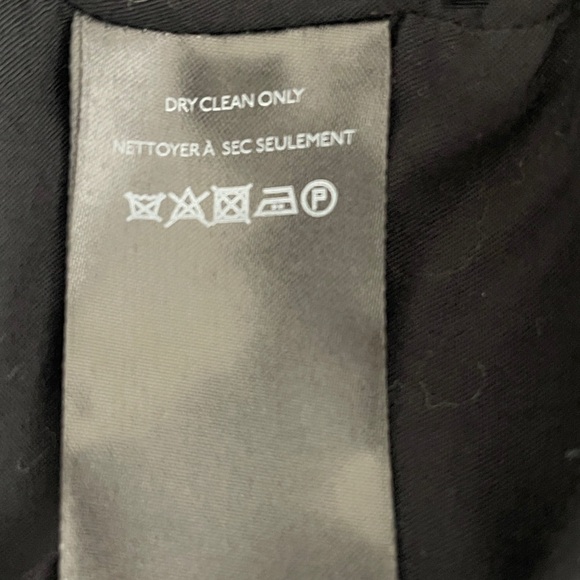 DRY CLEAN ONLY
NETTOYER À SEC SEULEMENT
P